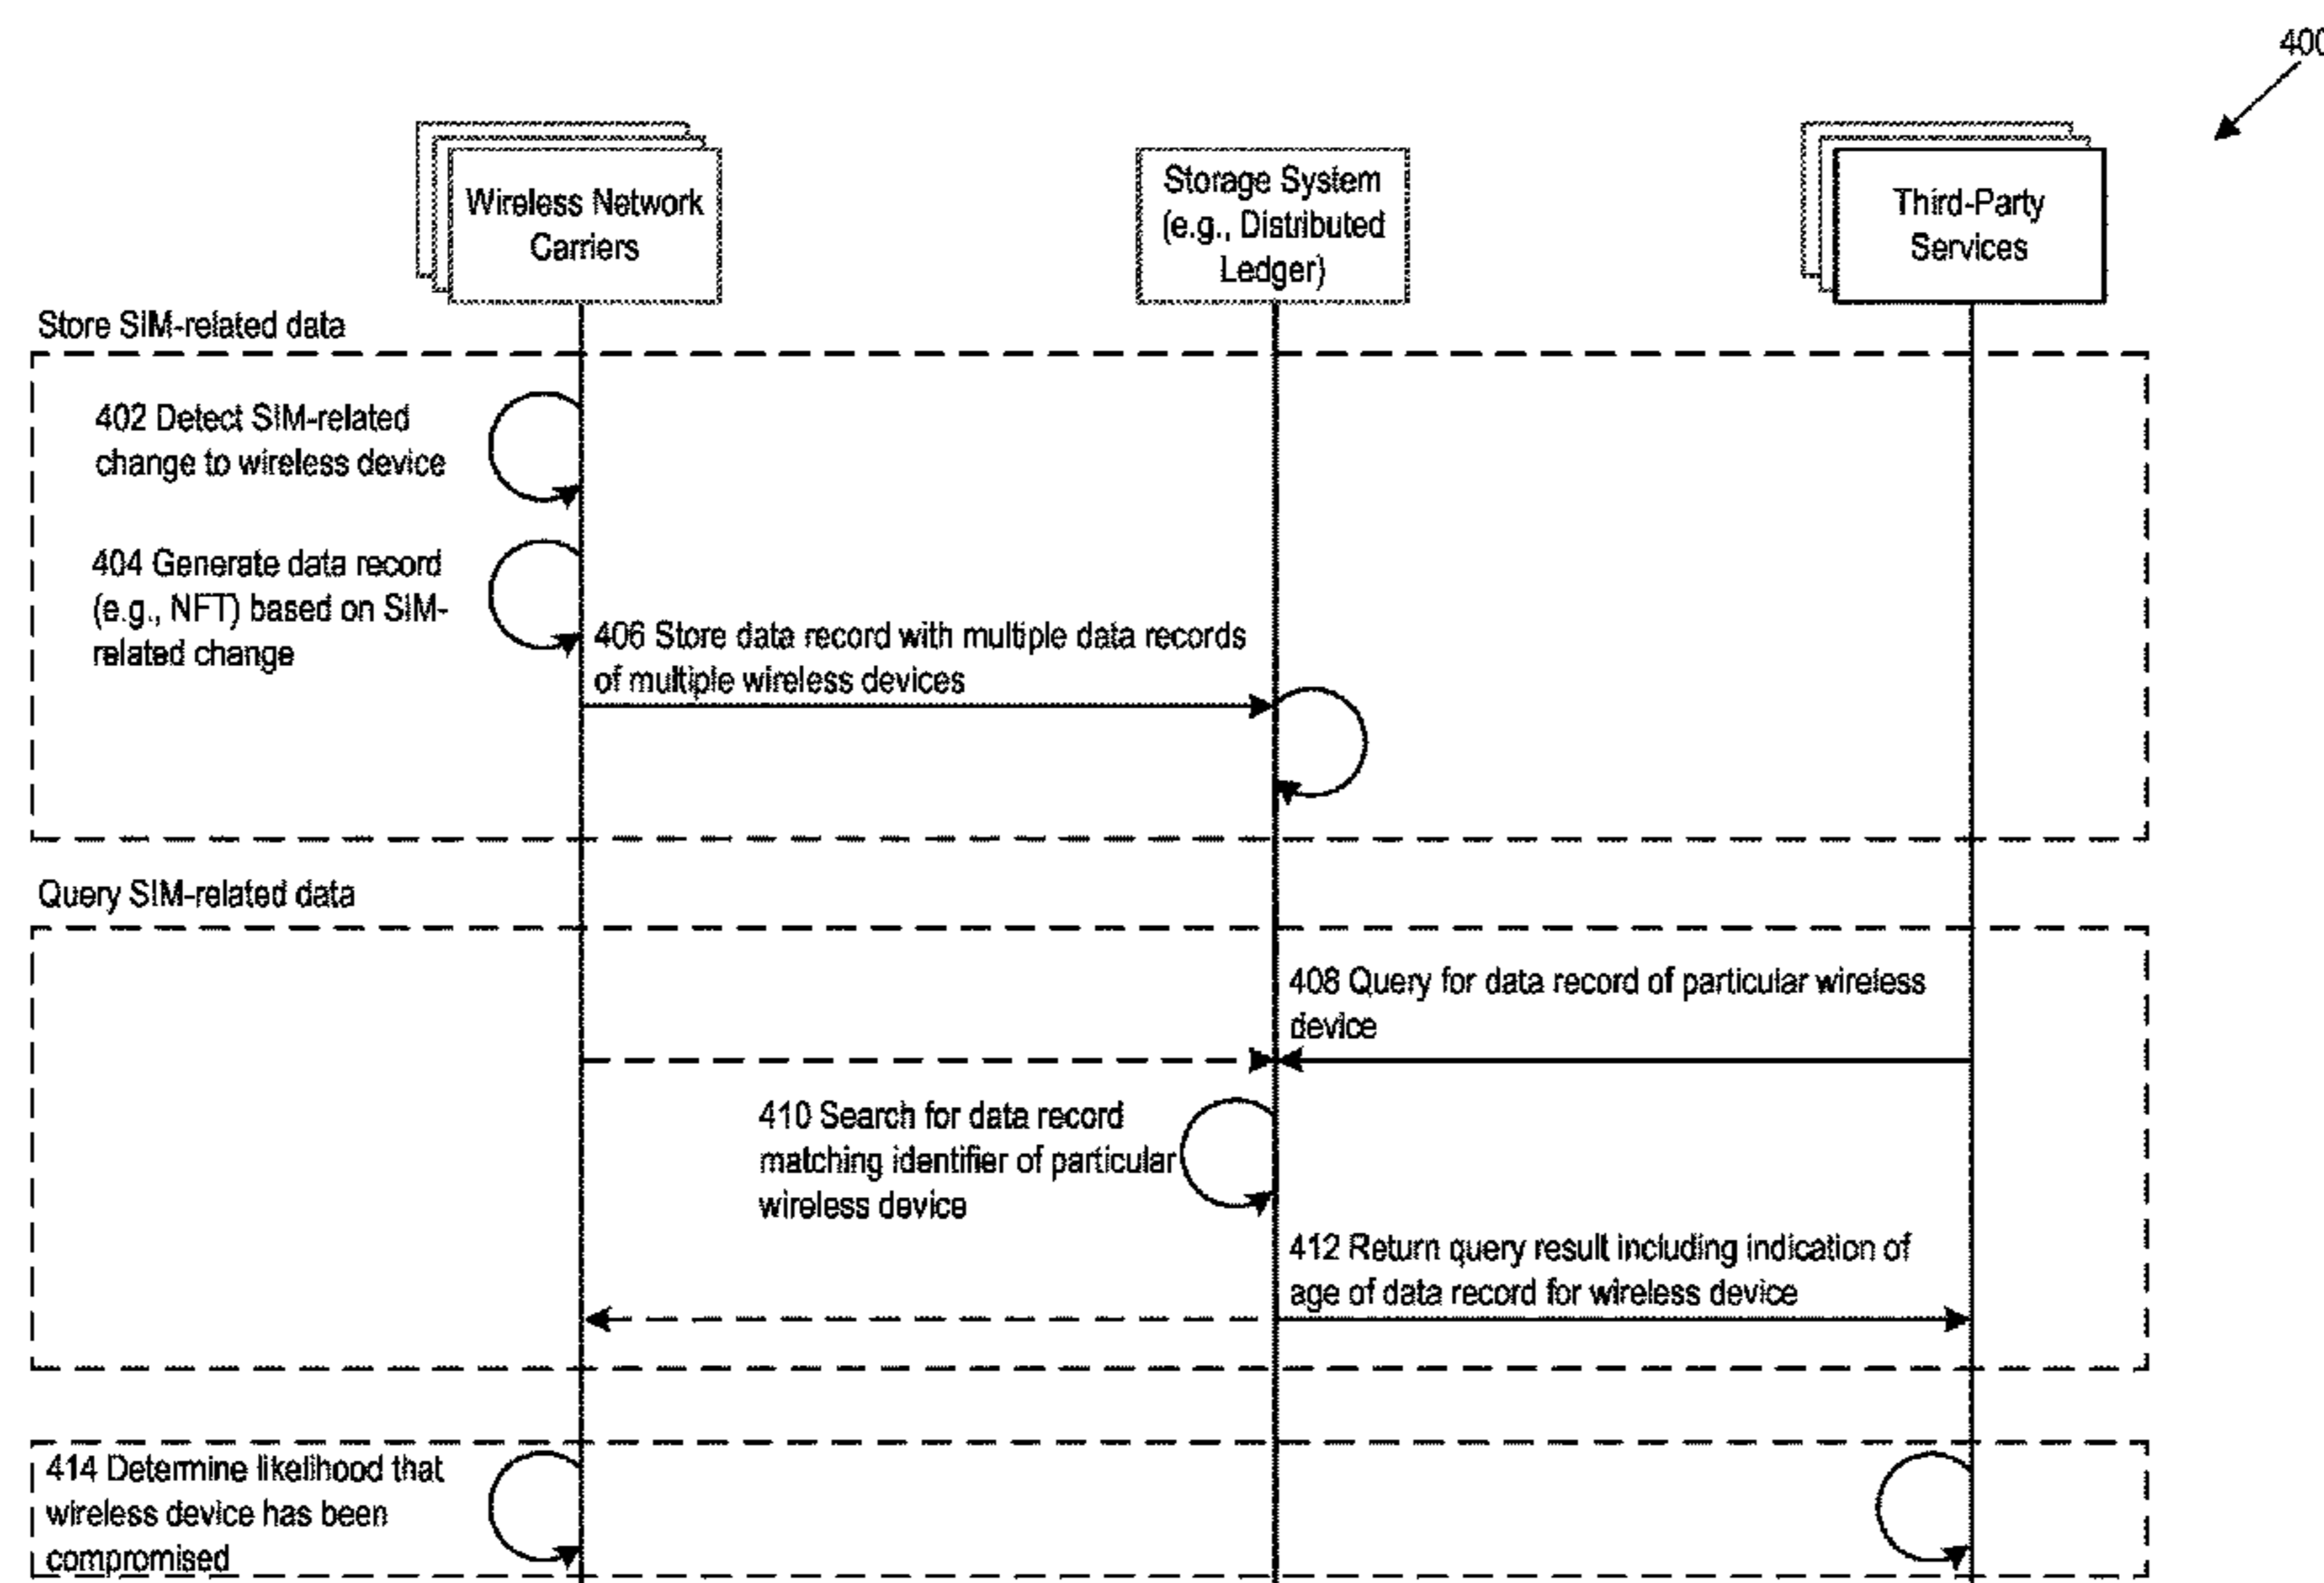 400
Wireless Network
Carriers
Storage System
(e.g., Distributed
Ledger)
Third-Party
Services
Store SIM-related data
402 Detect SIM-related
change to wireless device
404 Generate data record
(e.g., NFT) based on SIM-
related change
406 Store data record with multiple data records
of multiple wireless devices
Query SIM-related data
408 Query for data record of particular wireless
device
410 Search for data record
matching identifier of particular
wireless device
412 Return query result including indication of
age of data record for wireless device
414 Determine likelihood that
wireless device has been
compromised